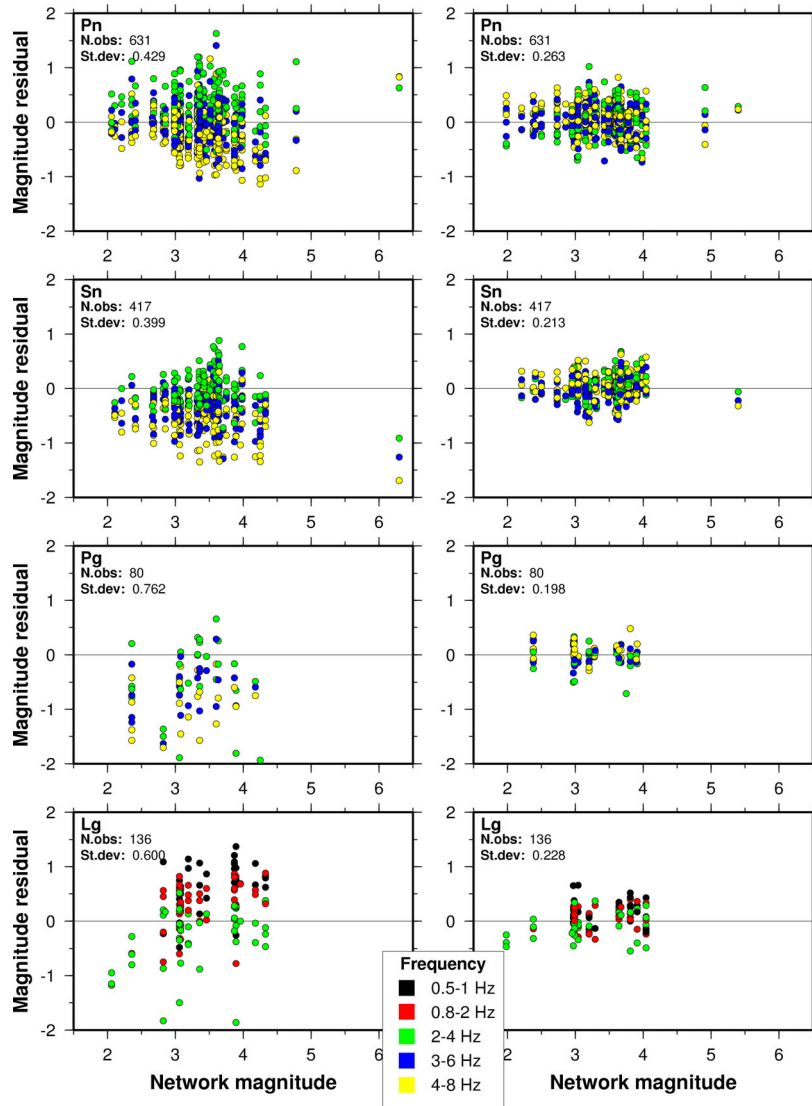 Pn
N.obs: 631
St.dev: 0.429
Magnitude residual
2
1
0
-1
-2
2 3 4 5 6
Pn
N.obs: 631
St.dev: 0.263
2
1
0
-1
-2
2 3 4 5 6
Sn
N.obs: 417
St.dev: 0.399
Magnitude residual
2
1
0
-1
-2
2 3 4 5 6
Sn
N.obs: 417
St.dev: 0.213
2
1
0
-1
-2
2 3 4 5 6
Pg
N.obs: 80
St.dev: 0.762
Magnitude residual
2
1
0
-1
-2
2 3 4 5 6
Pg
N.obs: 80
St.dev: 0.198
2
1
0
-1
-2
2 3 4 5 6
Lg
N.obs: 136
St.dev: 0.600
Magnitude residual
2
1
0
-1
-2
2 3 4 5
Network magnitude
Lg
N.obs: 136
St.dev: 0.228
2
1
0
2 3 4 5 6
Network magnitude
Frequency
0.5-1 Hz
0.8-2 Hz
2-4 Hz
3-6 Hz
4-8 Hz